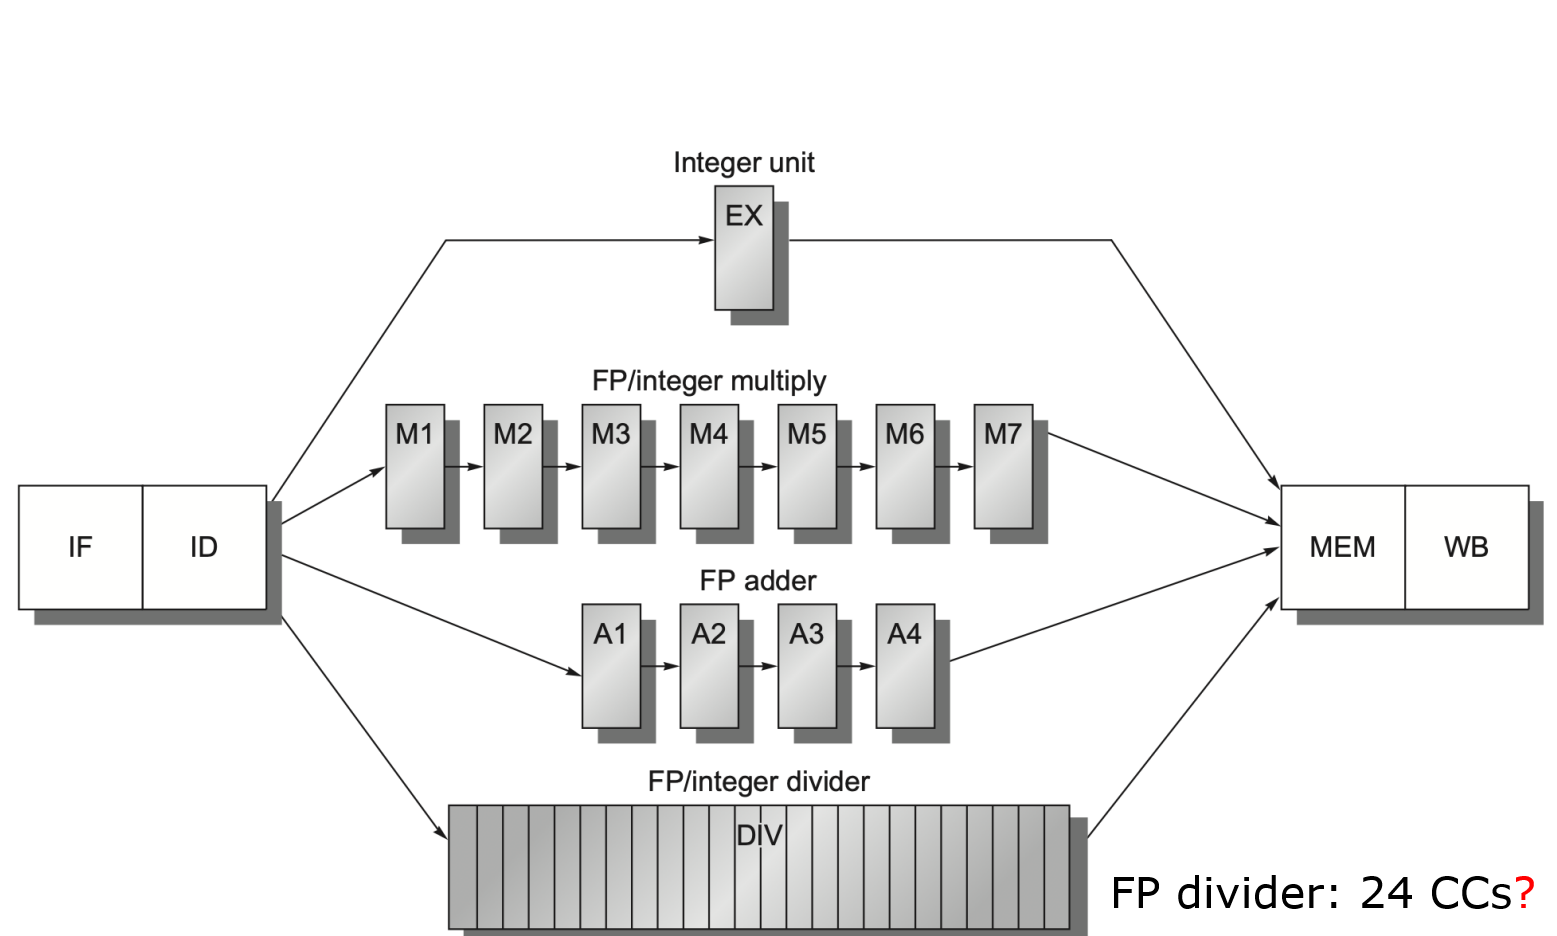 Integer unit
EX
FP/integer multiply
M1 M2 M3 M4 M5 M6 M7
IF ID MEM WB
FP adder
A1 A2 A3 A4
FP/integer divider
DIV
FP divider: 24 CCs?